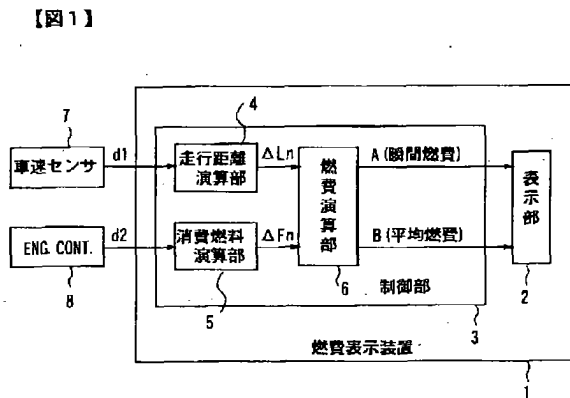 【図1】
7
車速センサ
d1
4
走行距離
演算部
ΔLn
燃費演算部
6
A(瞬間燃費)
表示部
2
ENG. CONT.
8
d2
消費燃料
演算部
5
ΔFn
B(平均燃費)
制御部
3
燃費表示装置
1